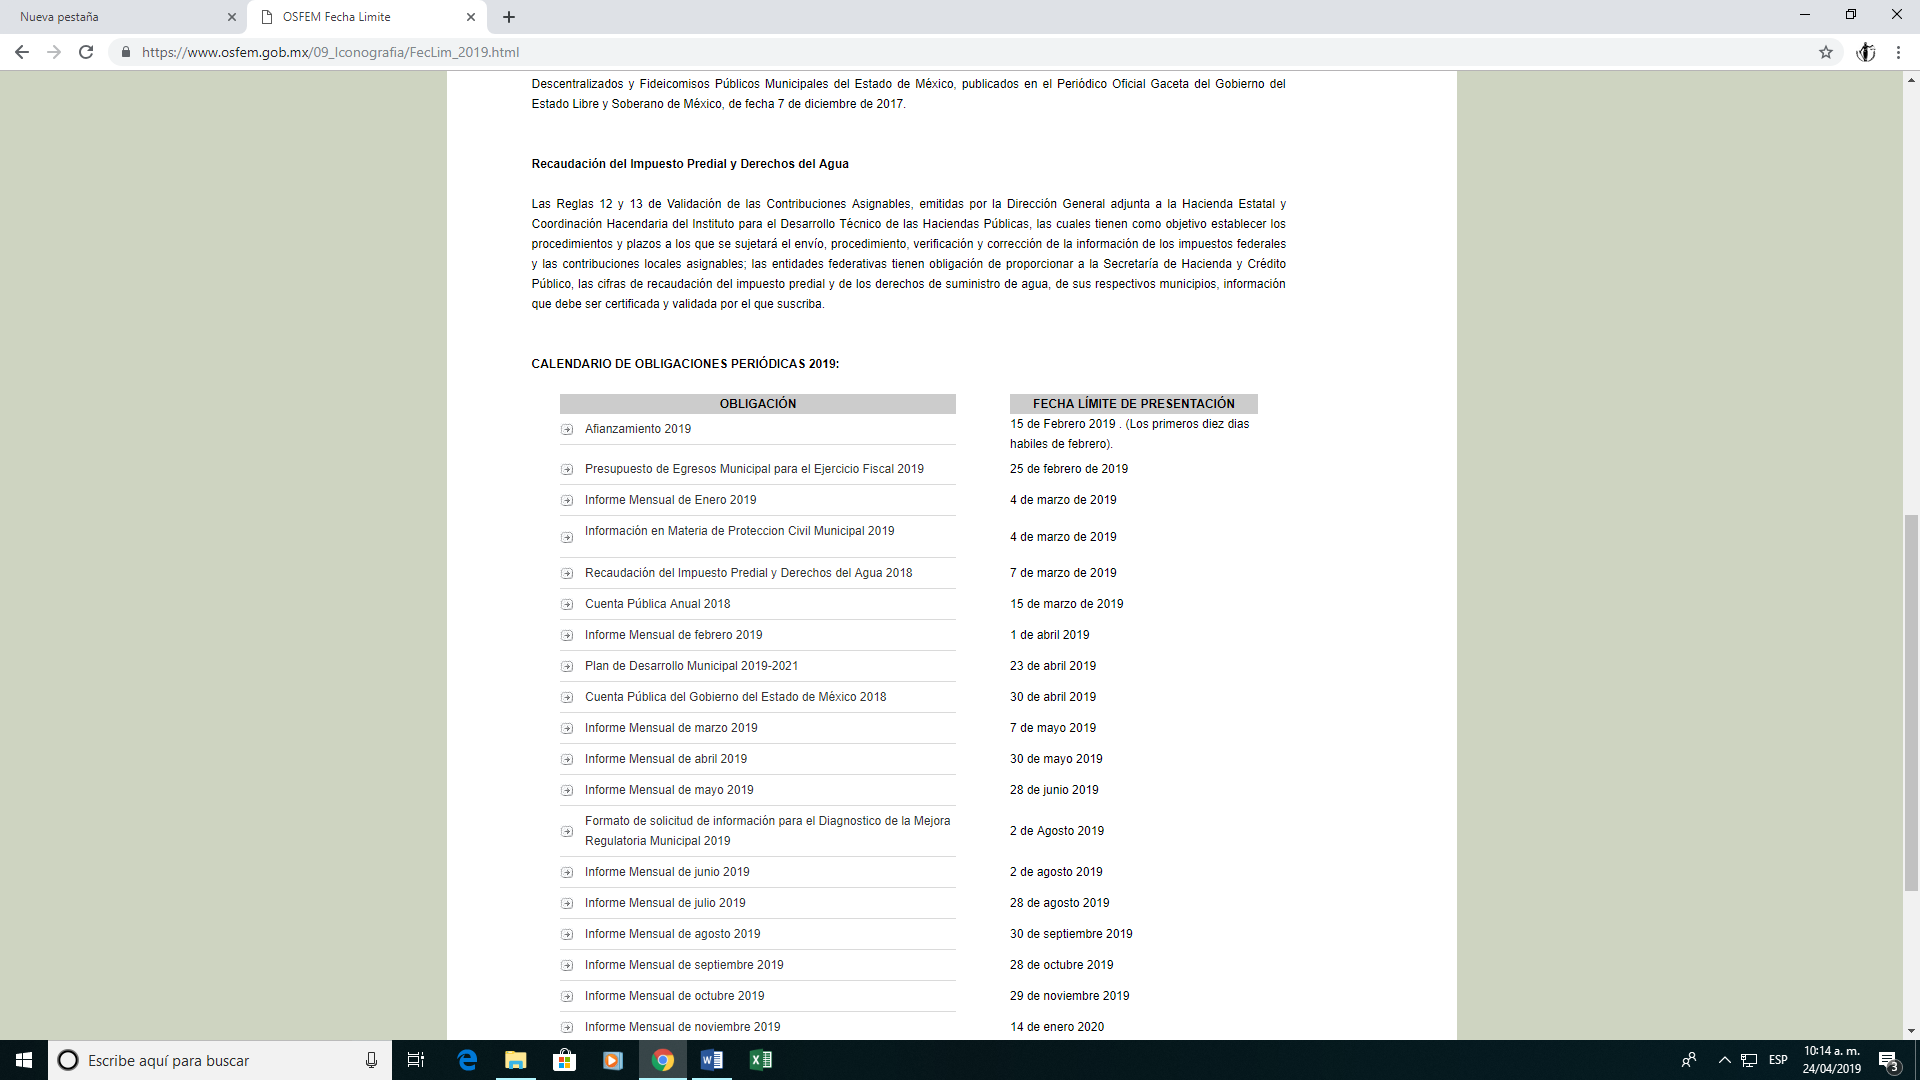 Nueva pestaña
OSFEM Fecha Limite
https://www.osfem.gob.mx/09_Iconografia/FecLim_2019.html
Descentralizados y Fideicomisos Públicos Municipales del Estado de México, publicados en el Periódico Oficial Gaceta del Gobierno del
Estado Libre y Soberano de México, de fecha 7 de diciembre de 2017.
Recaudación del Impuesto Predial y Derechos del Agua
Las Reglas 12 y 13 de Validación de las Contribuciones Asignables, emitidas por la Dirección General adjunta a la Hacienda Estatal y
Coordinación Hacendaria del Instituto para el Desarrollo Técnico de las Haciendas Públicas, las cuales tienen como objetivo establecer los
procedimientos y plazos a los que se sujetará el envío, procedimiento, verificación y corrección de la información de los impuestos federales
y las contribuciones locales asignables; las entidades federativas tienen obligación de proporcionar a la Secretaría de Hacienda y Crédito
Público, las cifras de recaudación del impuesto predial y de los derechos de suministro de agua, de sus respectivos municipios, información
que debe ser certificada y validada por el que suscriba.
CALENDARIO DE OBLIGACIONES PERIÓDICAS 2019:
OBLIGACIÓN FECHA LÍMITE DE PRESENTACIÓN
Afianzamiento 2019 15 de Febrero 2019 . (Los primeros diez dias
habiles de febrero).
Presupuesto de Egresos Municipal para el Ejercicio Fiscal 2019 25 de febrero de 2019
Informe Mensual de Enero 2019 4 de marzo de 2019
Información en Materia de Proteccion Civil Municipal 2019 4 de marzo de 2019
Recaudación del Impuesto Predial y Derechos del Agua 2018 7 de marzo de 2019
Cuenta Pública Anual 2018 15 de marzo de 2019
Informe Mensual de febrero 2019 1 de abril 2019
Plan de Desarrollo Municipal 2019-2021 23 de abril 2019
Cuenta Pública del Gobierno del Estado de México 2018 30 de abril 2019
Informe Mensual de marzo 2019 7 de mayo 2019
Informe Mensual de abril 2019 30 de mayo 2019
Informe Mensual de mayo 2019 28 de junio 2019
Formato de solicitud de información para el Diagnostico de la Mejora
Regulatoria Municipal 2019 2 de Agosto 2019
Informe Mensual de junio 2019 2 de agosto 2019
Informe Mensual de julio 2019 28 de agosto 2019
Informe Mensual de agosto 2019 30 de septiembre 2019
Informe Mensual de septiembre 2019 28 de octubre 2019
Informe Mensual de octubre 2019 29 de noviembre 2019
Informe Mensual de noviembre 2019 14 de enero 2020
Escribe aquí para buscar
ESP
10:14 a. m.
24/04/2019
3